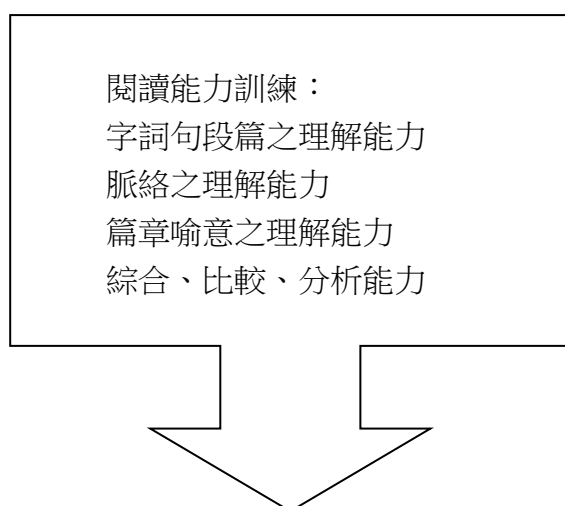 閱讀能力訓練：
字詞句段篇之理解能力
脈絡之理解能力
篇章喻意之理解能力
綜合、比較、分析能力